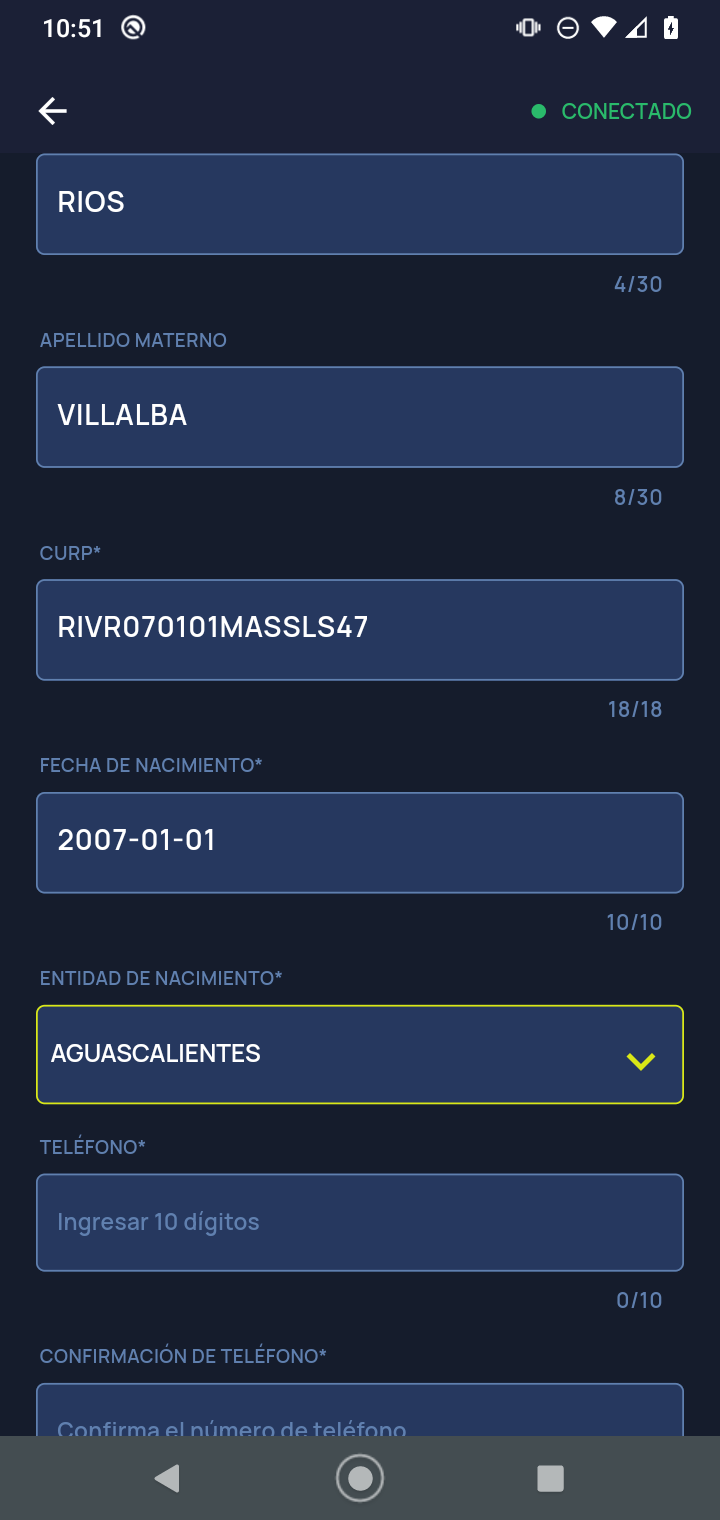 10:51
CONECTADO
RIOS
4/30
APELLIDO MATERNO
VILLALBA
8/30
CURP*
RIVR070101MASSLS47
18/18
FECHA DE NACIMIENTO*
2007-01-01
10/10
ENTIDAD DE NACIMIENTO*
AGUASCALIENTES
TELÉFONO*
Ingresar 10 dígitos
0/10
CONFIRMACIÓN DE TELÉFONO*
Confirma el número de teléfono